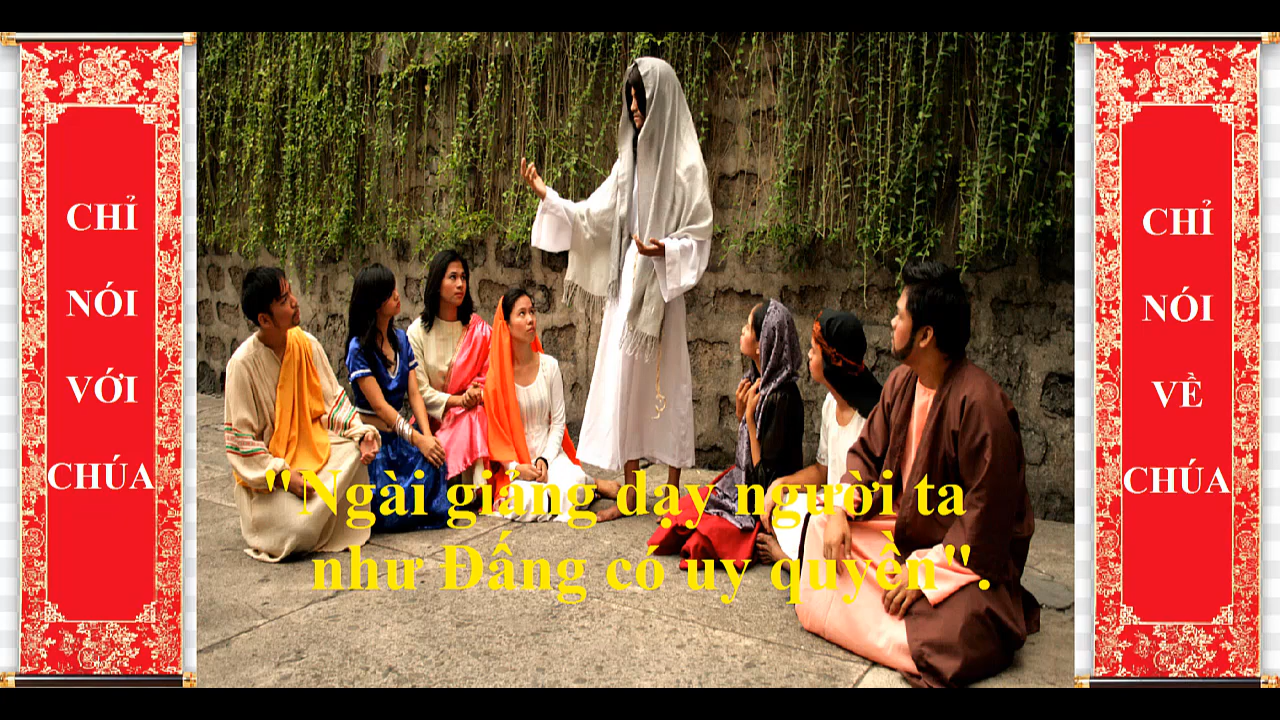 CHỈ
NÓI
VỚI
CHÚA
"Ngài giảng dạy người ta
như Đấng có uy quyền".
CHỈ
NÓI
VỀ
CHÚA